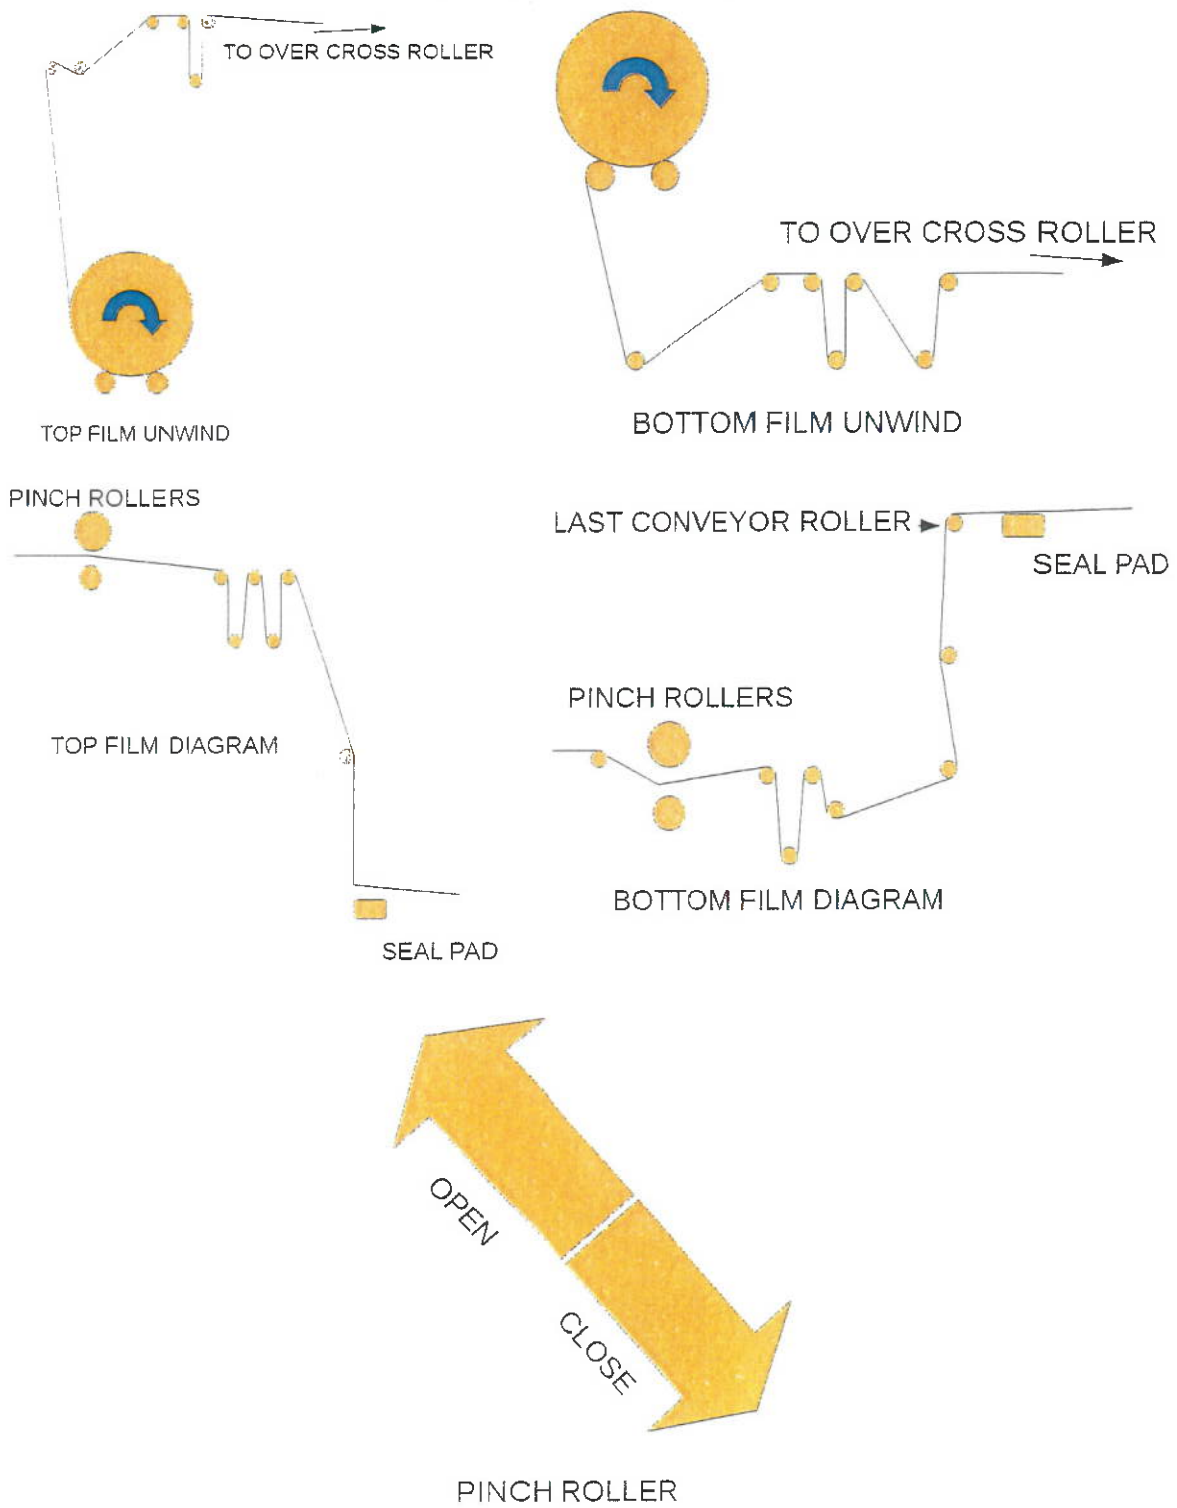 TO OVER CROSS ROLLER
TO OVER CROSS ROLLER
TOP FILM UNWIND
BOTTOM FILM UNWIND
PINCH ROLLERS
LAST CONVEYOR ROLLER
SEAL PAD
PINCH ROLLERS
TOP FILM DIAGRAM
BOTTOM FILM DIAGRAM
SEAL PAD
OPEN
CLOSE
PINCH ROLLER